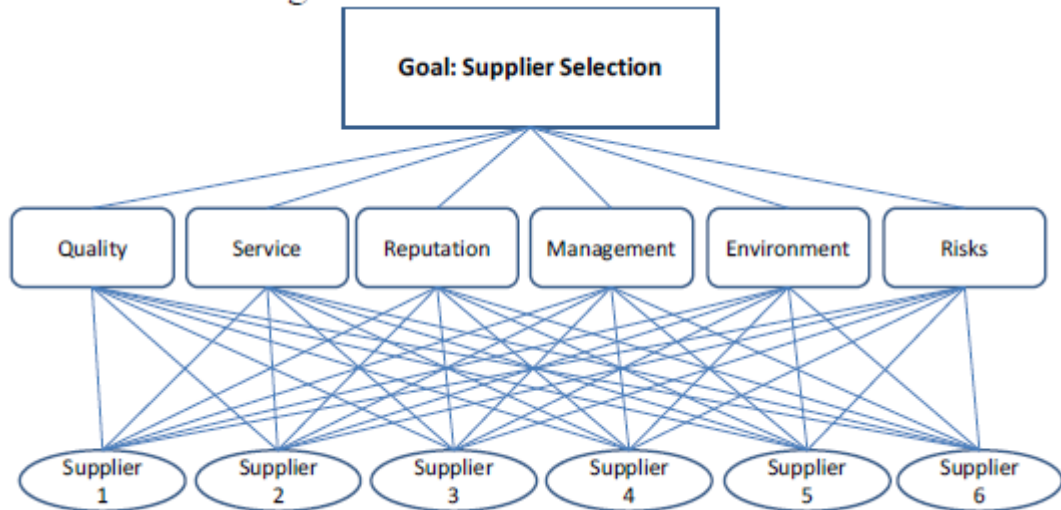 Goal: Supplier Selection
Quality
Service
Reputation
Management
Environment
Risks
Supplier
1
Supplier
2
Supplier
3
Supplier
4
Supplier
5
Supplier
6